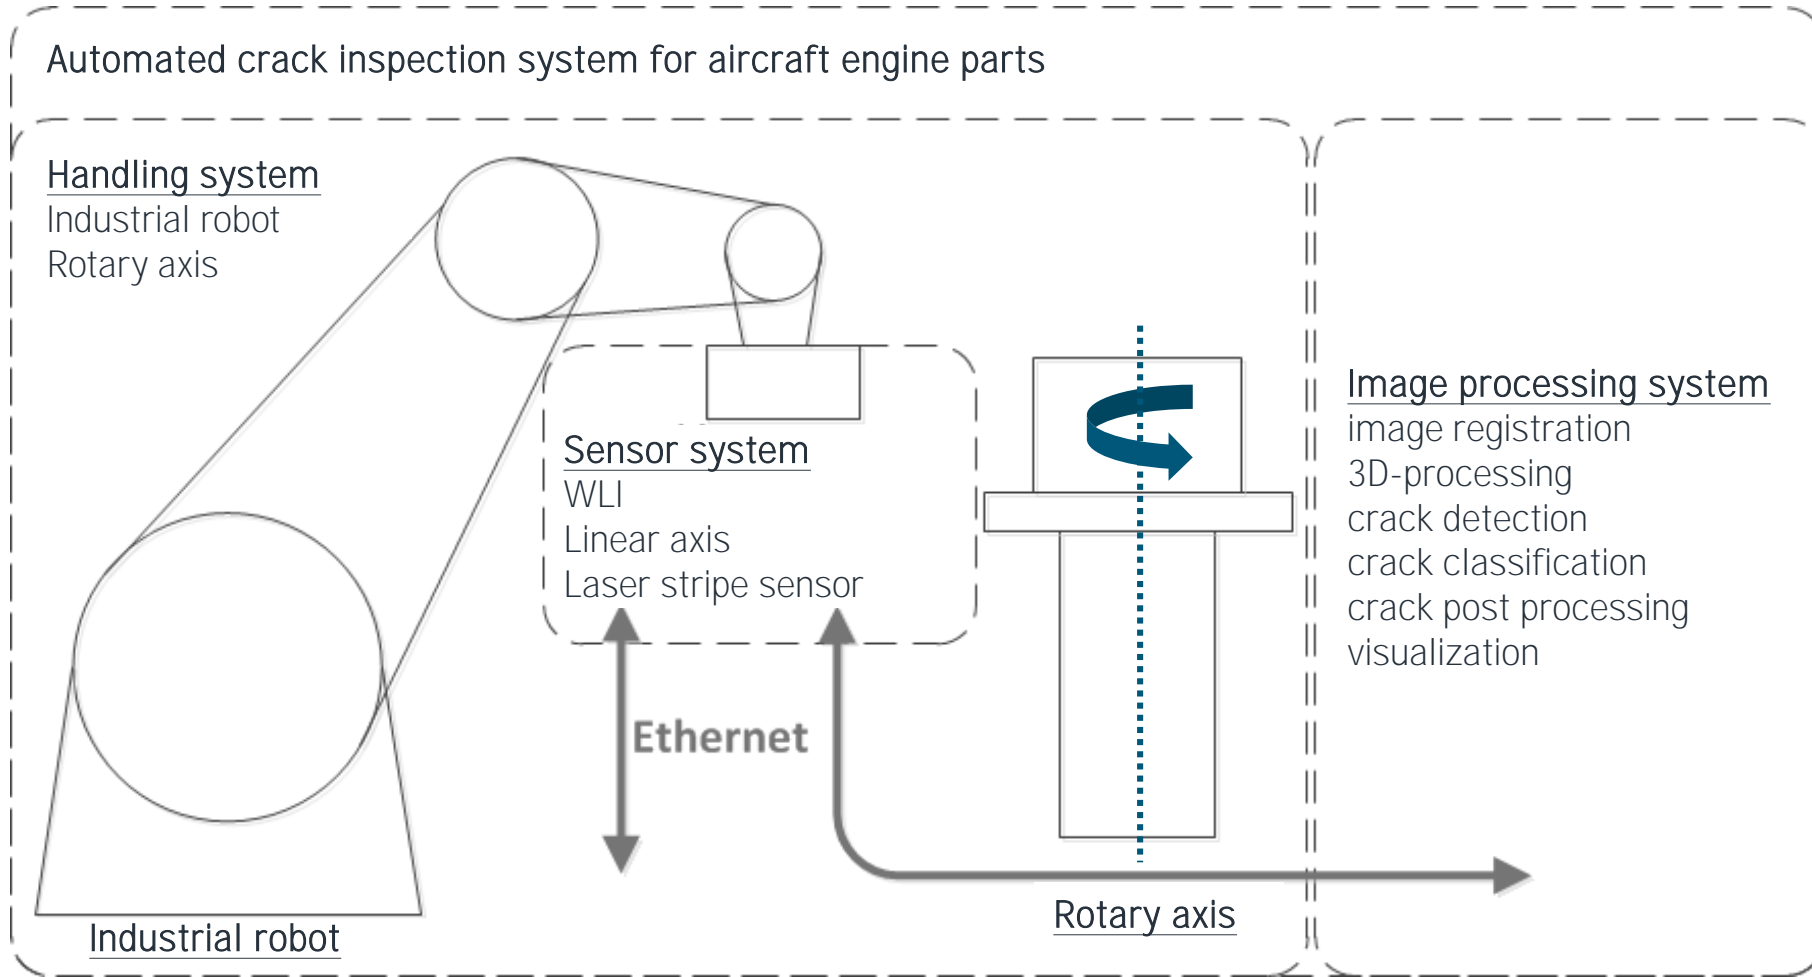 Automated crack inspection system for aircraft engine parts
Handling system
Industrial robot
Rotary axis
Sensor system
WLI
Linear axis
Laser stripe sensor
Image processing system
image registration
3D-processing
crack detection
crack classification
crack post processing
visualization
Ethernet
Rotary axis
Industrial robot